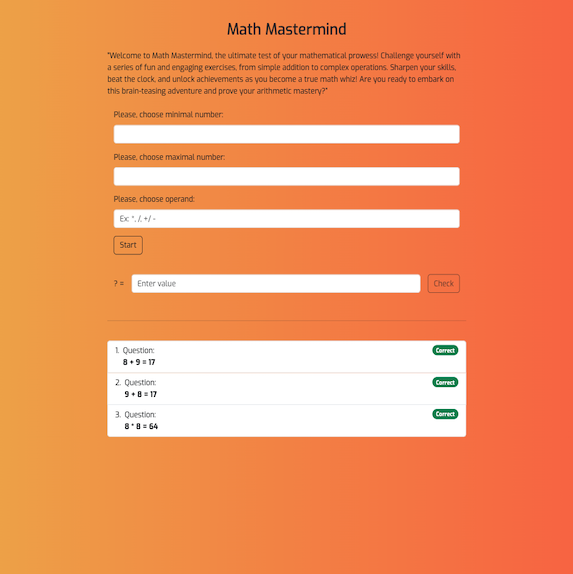 Math Mastermind
"Welcome to Math Mastermind, the ultimate test of your mathematical prowess! Challenge yourself with
a series of fun and engaging exercises, from simple addition to complex operations. Sharpen your skills,
beat the clock, and unlock achievements as you become a true math whiz! Are you ready to embark on
this brain-teasing adventure and prove your arithmetic mastery?"
Please, choose minimal number:
Please, choose maximal number:
Please, choose operand:
Ex: *, /, +/ -
Start
? = Enter value Check
1. Question: Correct
8 + 9 = 17
2. Question: Correct
9 + 8 = 17
3. Question: Correct
8 * 8 = 64